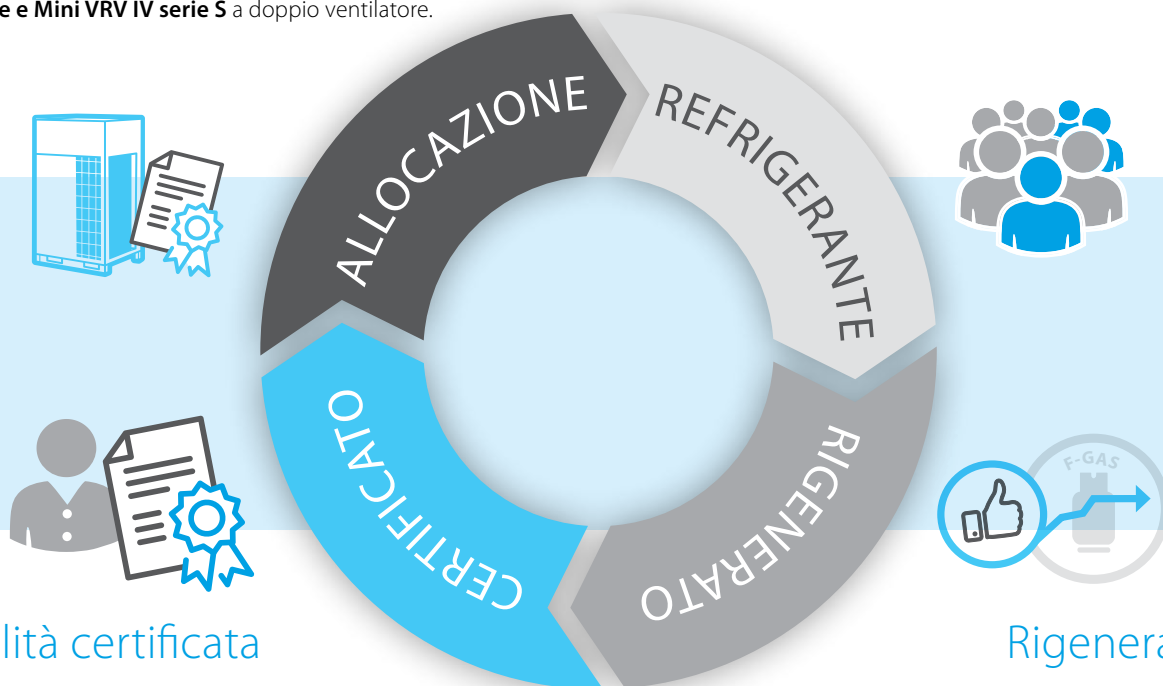 e e Mini VRV IV serie S a doppio ventilatore.
ALLOCAZIONE
REFRIGERANTE
CERTIFICATO
RIGENERATO
F-GAS
lità certificata
Rigenera